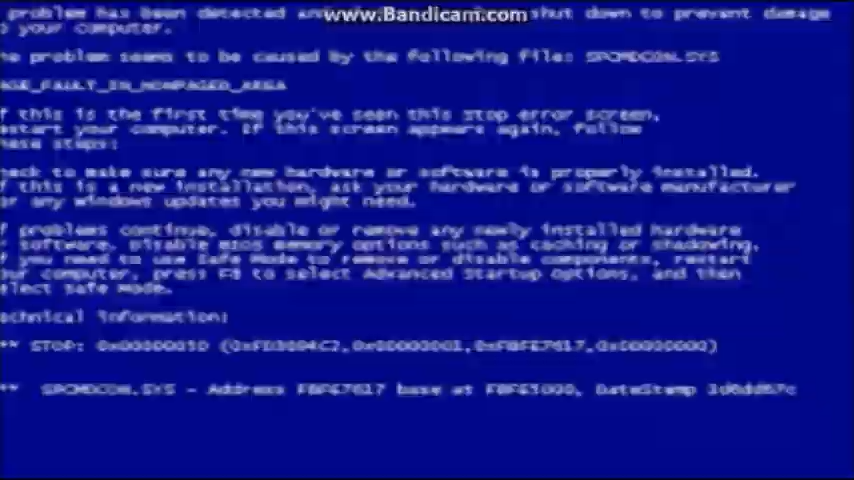 www.Bandicam.com
problem has been detected and shut down to prevent damage
your computer.
he problem seems to be caused by the following file: SPCMDCON.SYS
AGE_FAULT_IN_NONPAGED_AREA
f this is the first time you've seen this stop error screen,
estart your computer. If this screen appears again, follow
hese steps:
heck to make sure any new hardware or software is properly installed.
f this is a new installation, ask your hardware or software manufacturer
or any windows updates you might need.
f problems continue, disable or remove any newly installed hardware
r software. Disable BIOS memory options such as caching or shadowing.
f you need to use Safe Mode to remove or disable components, restart
our computer, press F8 to select Advanced Startup Options, and then
elect Safe Mode.
echnical information:
** STOP: 0x00000050 (0xFD3094C2,0x00000001,0xFBFE7617,0x00000000)
** SPCMDCON.SYS - Address FBFE7617 base at FBFE5000, DateStamp 3d6dd67c